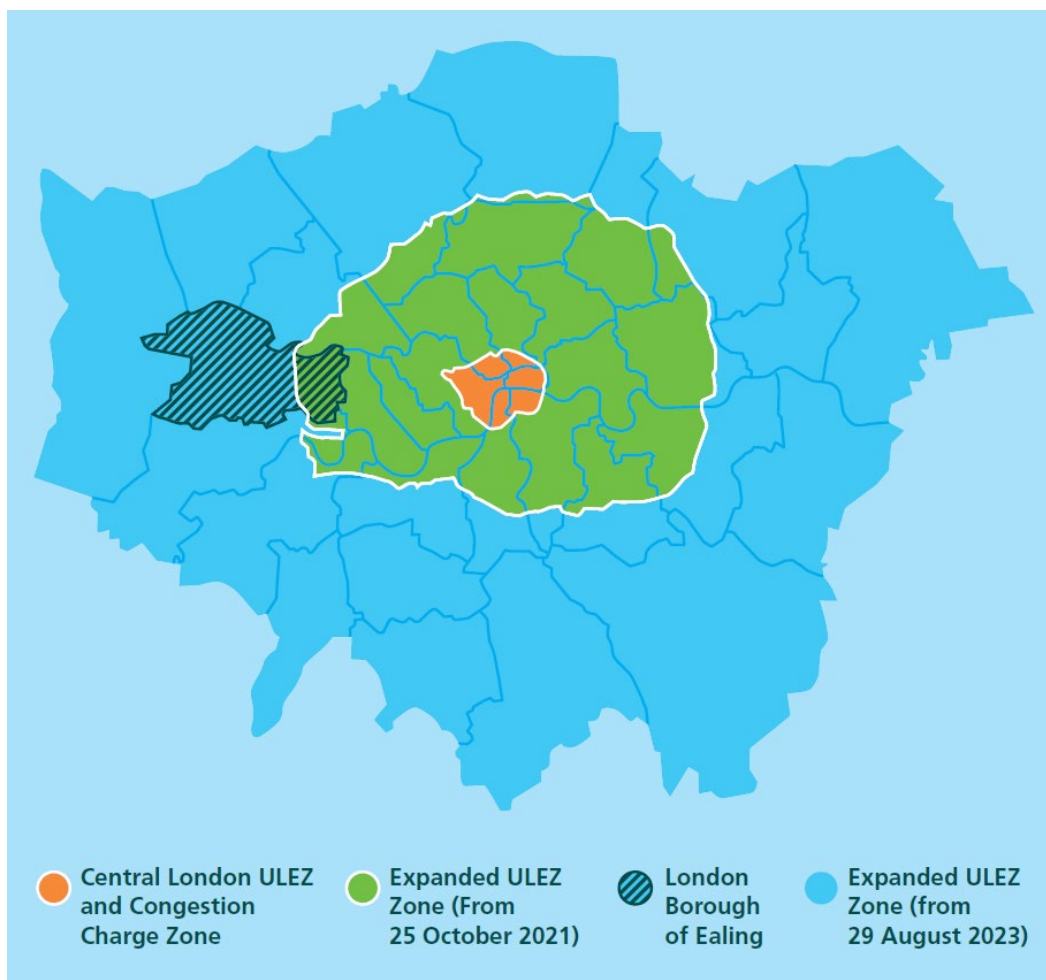 Central London ULEZ
and Congestion
Charge Zone
Expanded ULEZ
Zone (From
25 October 2021)
London
Borough
of Ealing
Expanded ULEZ
Zone (from
29 August 2023)